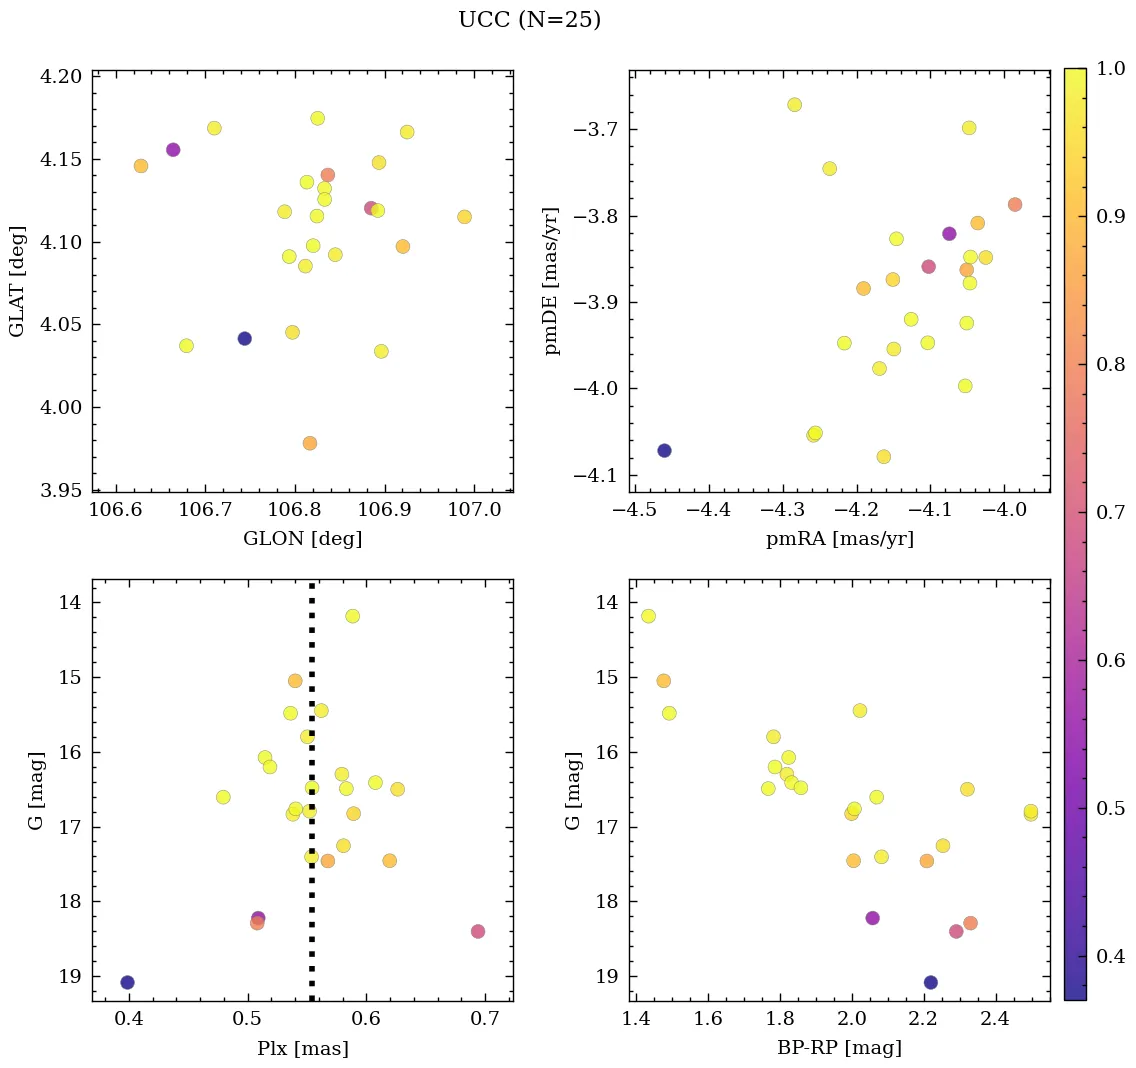 UCC (N=25)
4.20
4.15
4.10
4.05
4.00
3.95
GLAT [deg]
106.6 106.7 106.8 106.9 107.0
GLON [deg]
−3.7
−3.8
−3.9
−4.0
−4.1
pmDE [mas/yr]
−4.5 −4.4 −4.3 −4.2 −4.1 −4.0
pmRA [mas/yr]
14
15
16
17
18
19
G [mag]
0.4 0.5 0.6 0.7
Plx [mas]
14
15
16
17
18
19
G [mag]
1.4 1.6 1.8 2.0 2.2 2.4
BP-RP [mag]
1.0
0.9
0.8
0.7
0.6
0.5
0.4